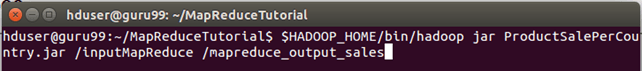 hduser@guru99: ~/MapReduceTutorial
hduser@guru99:~/MapReduceTutorial$ $HADOOP_HOME/bin/hadoop jar ProductSalePerCou
ntry.jar /inputMapReduce /mapreduce_output_sales